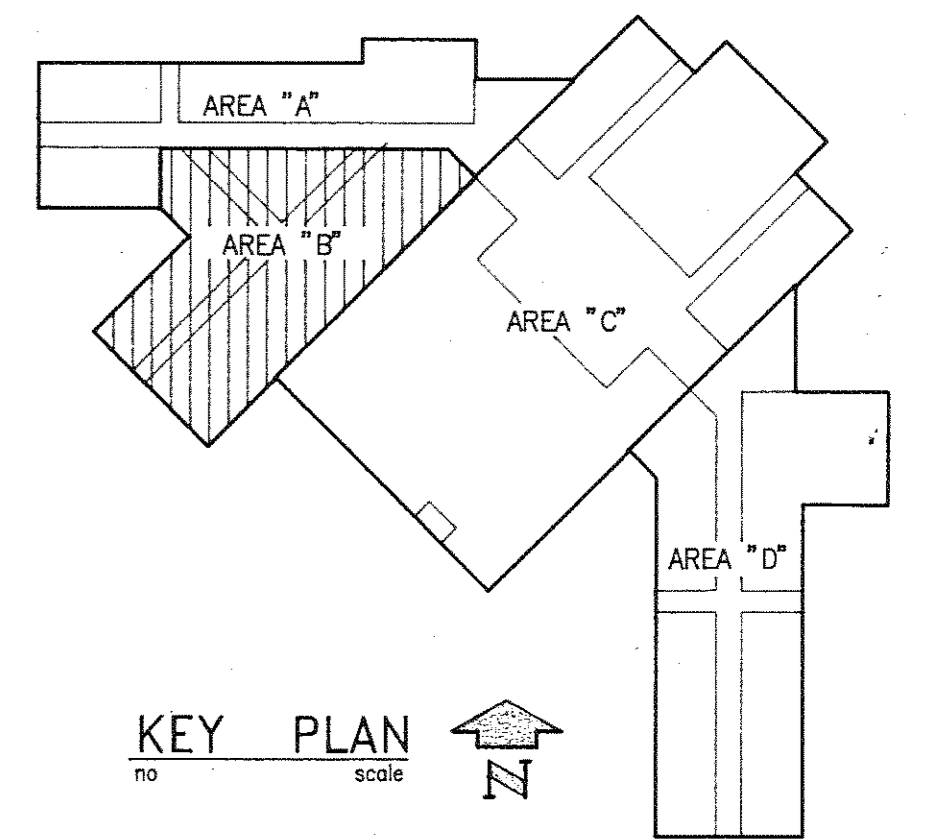 AREA "A"
AREA "B"
AREA "C"
AREA "D"
KEY PLAN
no scale
N